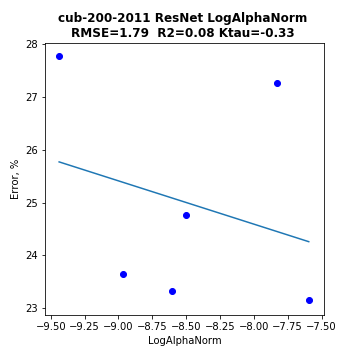 cub-200-2011 ResNet LogAlphaNorm
RMSE=1.79 R2=0.08 Ktau=-0.33
28
27
26
25
24
23
Error, %
−9.50 −9.25 −9.00 −8.75 −8.50 −8.25 −8.00 −7.75 −7.50
LogAlphaNorm